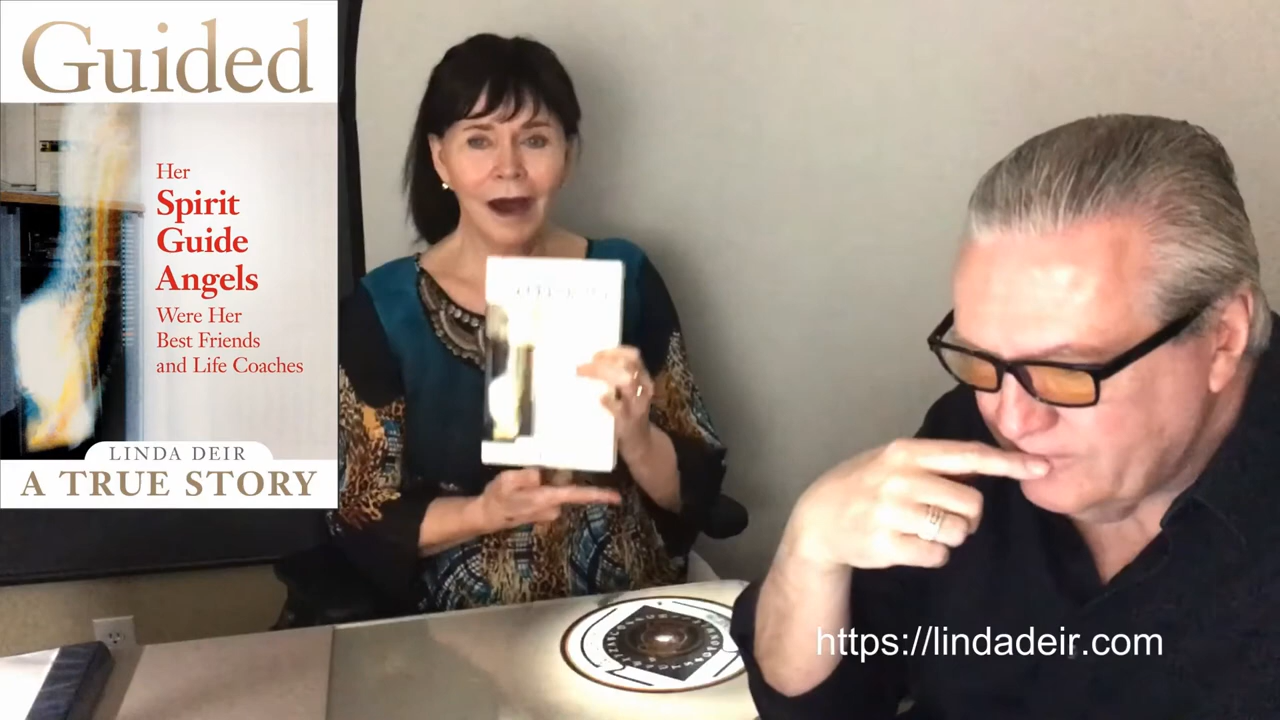 Guided
Her
Spirit
Guide
Angels
Were Her
Best Friends
and Life Coaches
LINDA DEIR
A TRUE STORY
https://lindadeir.com